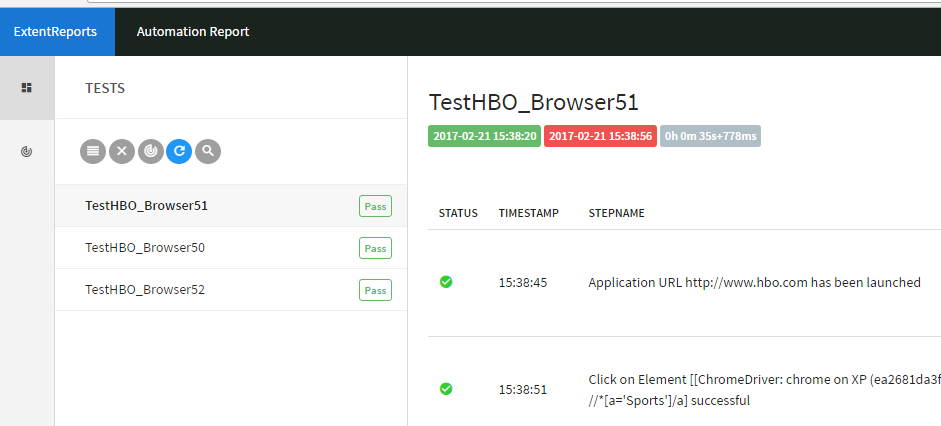 ExtentReports Automation Report
TESTS
TestHBO_Browser51 Pass
TestHBO_Browser50 Pass
TestHBO_Browser52 Pass
TestHBO_Browser51
2017-02-21 15:38:20 2017-02-21 15:38:56 0h 0m 35s+778ms
STATUS TIMESTAMP STEPNAME
15:38:45 Application URL http://www.hbo.com has been launched
15:38:51 Click on Element [[ChromeDriver: chrome on XP (ea2681da3f
//*[a='Sports']/a] successful